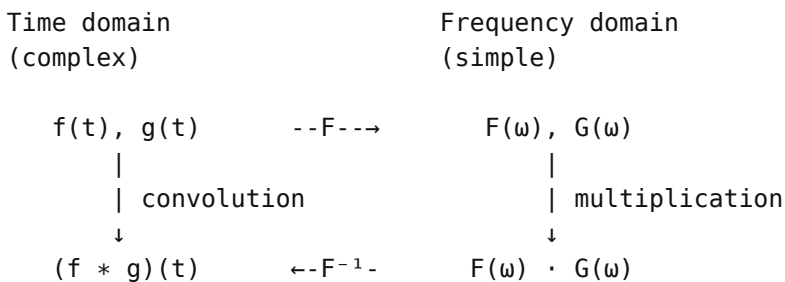 Time domain                  Frequency domain
(complex)                    (simple)
   f(t), g(t)      --F--→       F(ω), G(ω)
       |                            |
       | convolution                | multiplication
       ↓                            ↓
   (f * g)(t)      ←-F⁻¹-      F(ω) · G(ω)